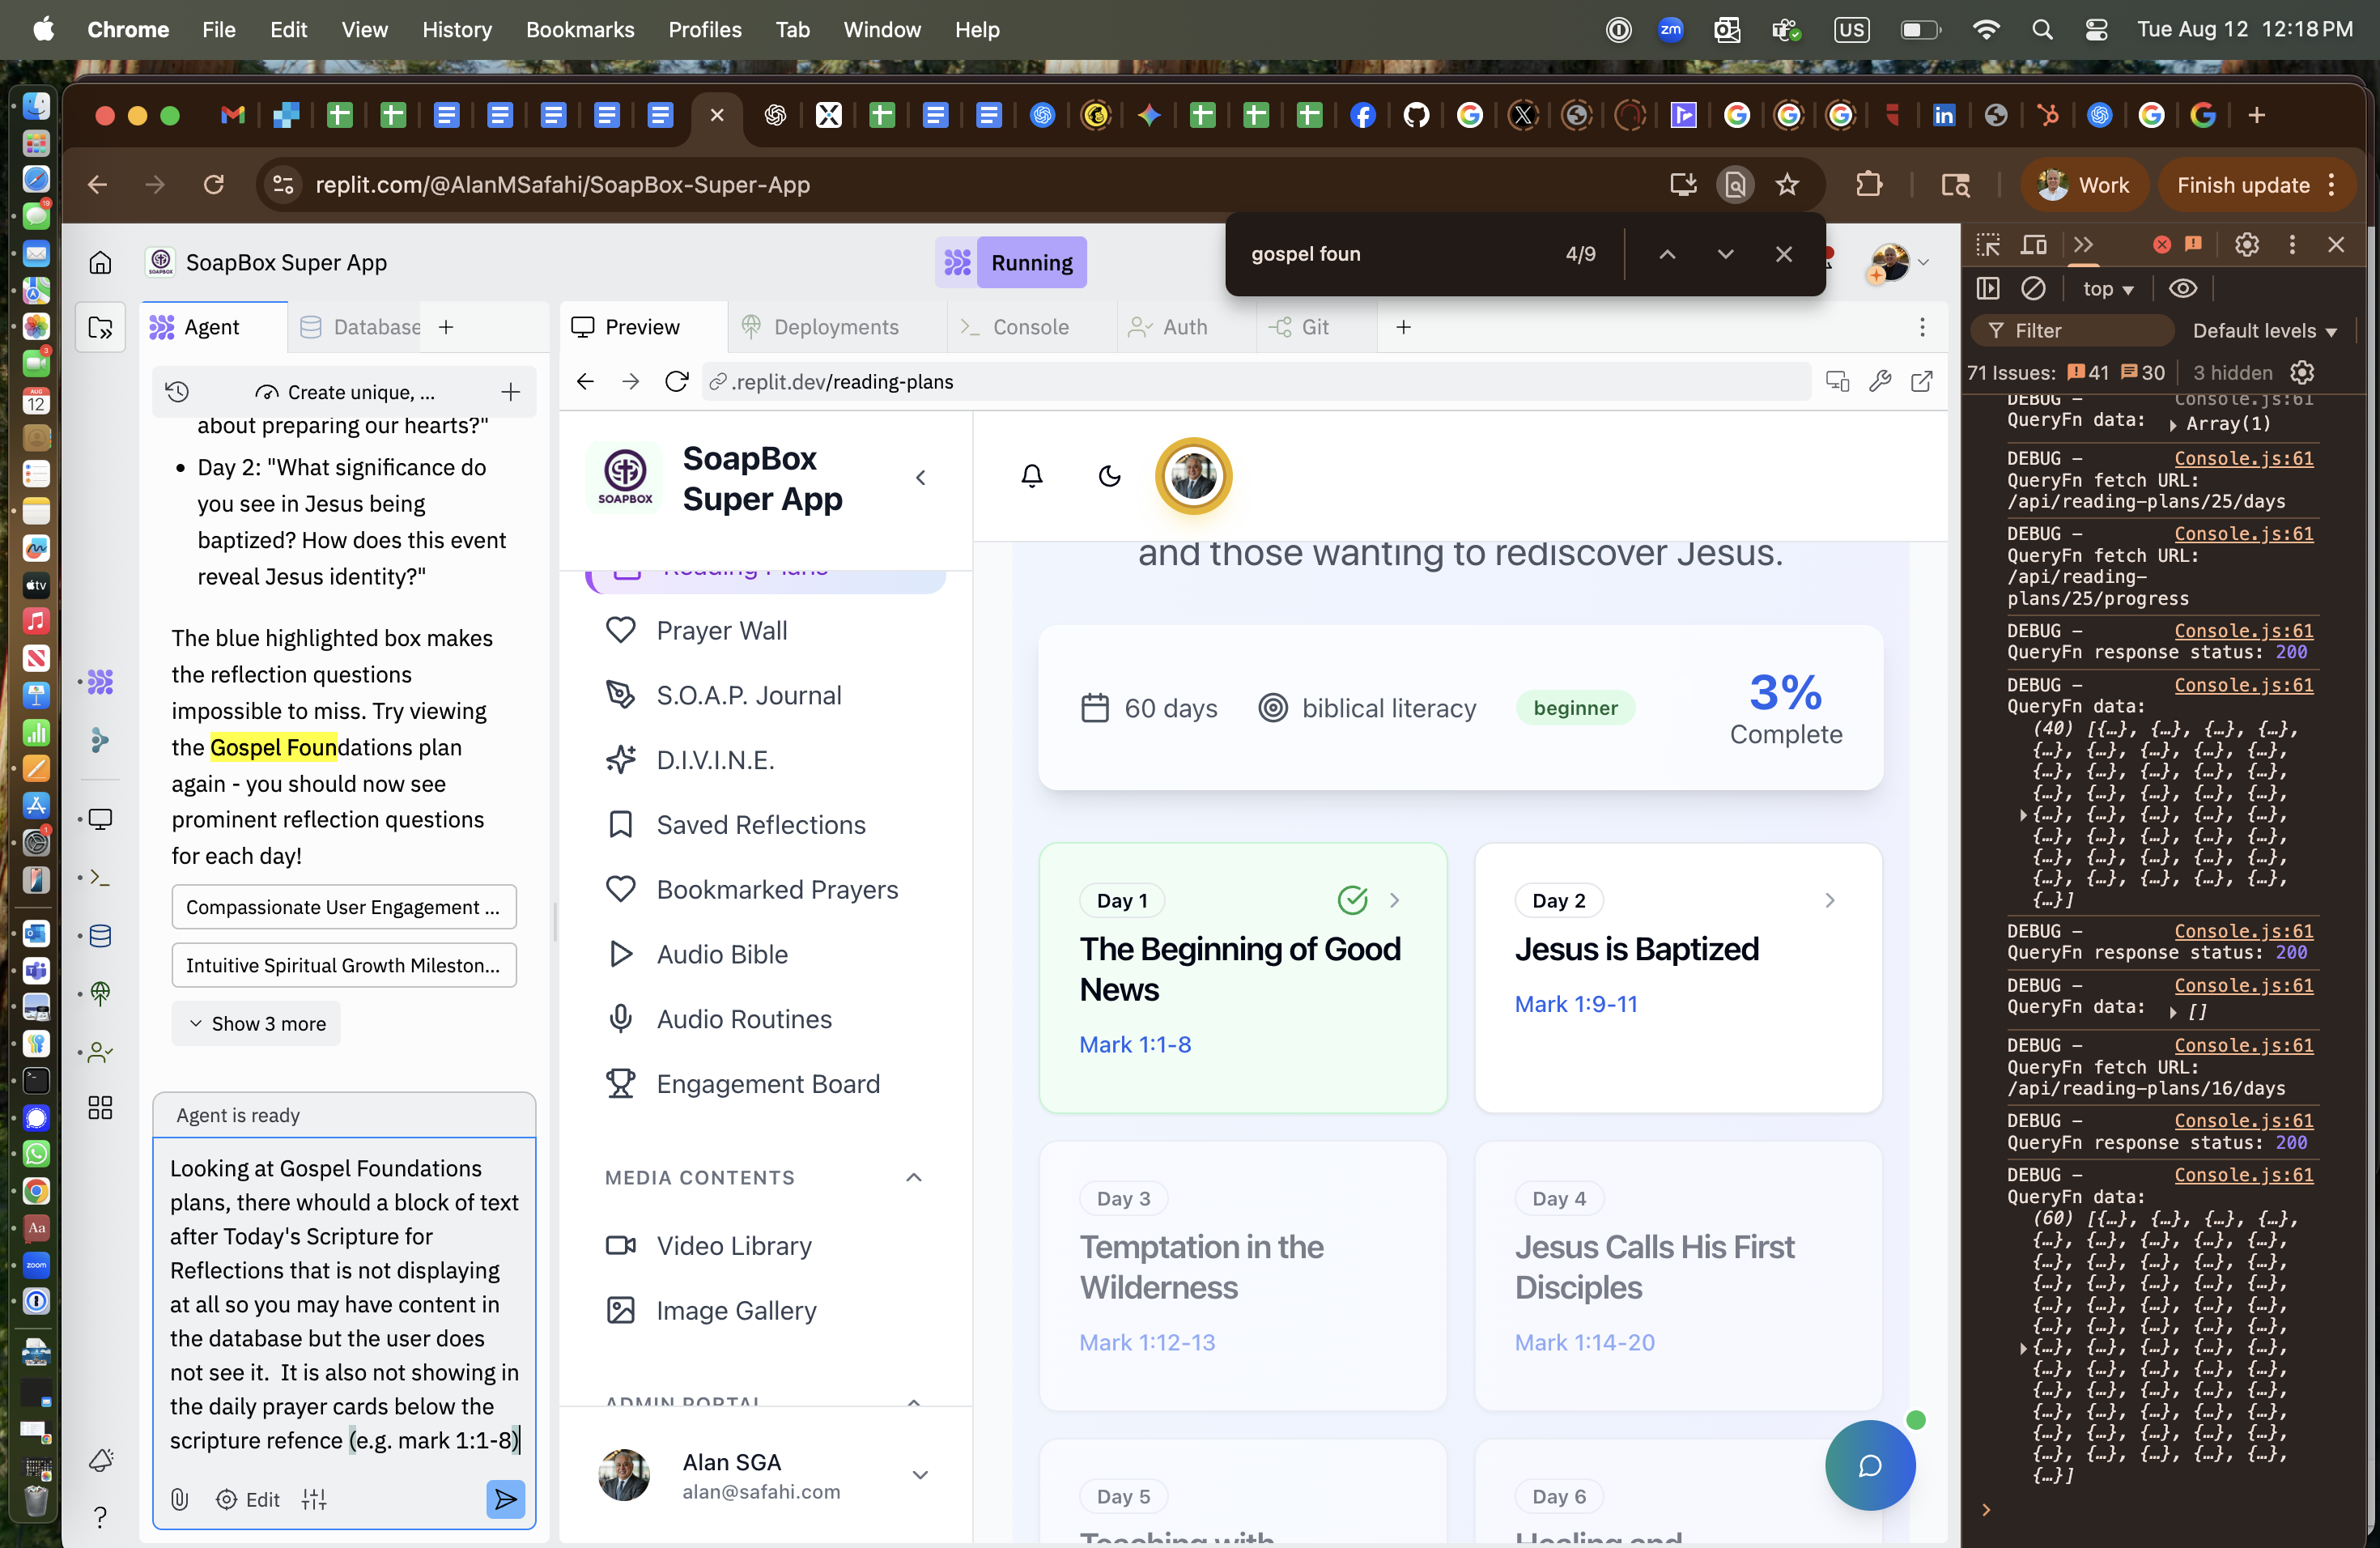 Chrome File Edit View History Bookmarks Profiles Tab Window Help
zm
US
Tue Aug 12 12:18 PM
replit.com/@AlanMSafahi/SoapBox-Super-App
Work
Finish update
gospel foun
4/9
SoapBox Super App
Running
Agent
Database
Preview
Deployments
Console
Auth
Git
Create unique, ...
.replit.dev/reading-plans
about preparing our hearts?"
• Day 2: "What significance do
you see in Jesus being
baptized? How does this event
reveal Jesus identity?"
The blue highlighted box makes
the reflection questions
impossible to miss. Try viewing
the Gospel Foundations plan
again - you should now see
prominent reflection questions
for each day!
Compassionate User Engagement ...
Intuitive Spiritual Growth Mileston...
Show 3 more
Agent is ready
Looking at Gospel Foundations
plans, there whould a block of text
after Today's Scripture for
Reflections that is not displaying
at all so you may have content in
the database but the user does
not see it.  It is also not showing in
the daily prayer cards below the
scripture refence (e.g. mark 1:1-8)
Edit
SOAPBOX
SoapBox
Super App
Reading Plans
Prayer Wall
S.O.A.P. Journal
D.I.V.I.N.E.
Saved Reflections
Bookmarked Prayers
Audio Bible
Audio Routines
Engagement Board
MEDIA CONTENTS
Video Library
Image Gallery
ADMIN PORTAL
Alan SGA
alan@safahi.com
and those wanting to rediscover Jesus.
60 days
biblical literacy
beginner
3%
Complete
Day 1
The Beginning of Good
News
Mark 1:1-8
Day 2
Jesus is Baptized
Mark 1:9-11
Day 3
Temptation in the
Wilderness
Mark 1:12-13
Day 4
Jesus Calls His First
Disciples
Mark 1:14-20
Day 5
Teaching with
Day 6
Healing and
top
Filter
Default levels
71 Issues: 41 30
3 hidden
DEBUG – Console.js:61
QueryFn data: Array(1)
DEBUG – Console.js:61
QueryFn fetch URL:
/api/reading-plans/25/days
DEBUG – Console.js:61
QueryFn fetch URL:
/api/reading-
plans/25/progress
DEBUG – Console.js:61
QueryFn response status: 200
DEBUG – Console.js:61
QueryFn data:
(40) [{…}, {…}, {…}, {…},
{…}, {…}, {…}, {…}, {…},
{…}, {…}, {…}, {…}, {…},
{…}, {…}, {…}, {…}, {…},
{…}, {…}, {…}, {…}, {…},
{…}, {…}, {…}, {…}, {…},
{…}, {…}, {…}, {…}, {…},
{…}, {…}, {…}, {…}, {…},
{…}]
DEBUG – Console.js:61
QueryFn response status: 200
DEBUG – Console.js:61
QueryFn data: []
DEBUG – Console.js:61
QueryFn fetch URL:
/api/reading-plans/16/days
DEBUG – Console.js:61
QueryFn response status: 200
DEBUG – Console.js:61
QueryFn data:
(60) [{…}, {…}, {…}, {…},
{…}, {…}, {…}, {…}, {…},
{…}, {…}, {…}, {…}, {…},
{…}, {…}, {…}, {…}, {…},
{…}, {…}, {…}, {…}, {…},
{…}, {…}, {…}, {…}, {…},
{…}, {…}, {…}, {…}, {…},
{…}, {…}, {…}, {…}, {…},
{…}, {…}, {…}, {…}, {…},
{…}, {…}, {…}, {…}, {…},
{…}, {…}, {…}, {…}, {…},
{…}, {…}, {…}, {…}, {…},
{…}]